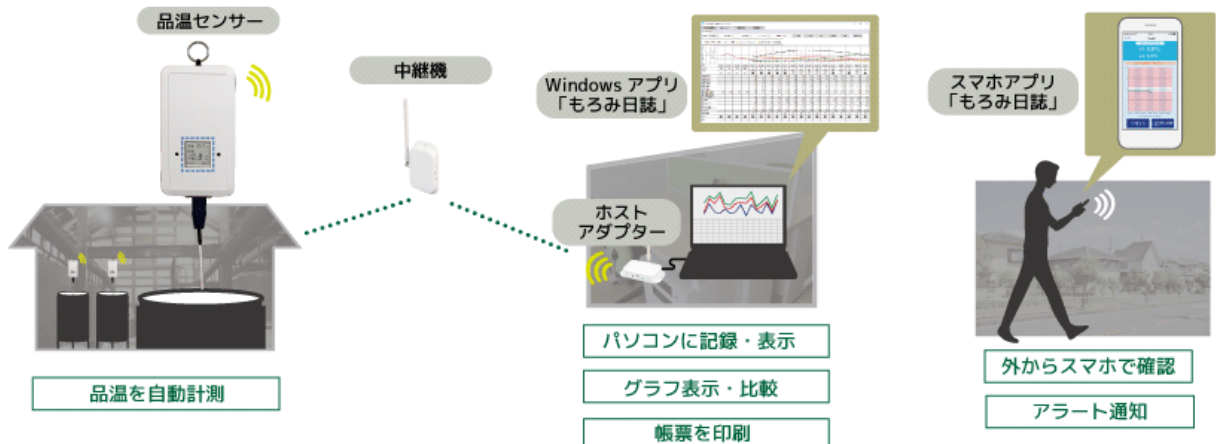 品温センサー
中継機
Windows アプリ
「もろみ日誌」
スマホアプリ
「もろみ日誌」
ホスト
アダプター
品温を自動計測
パソコンに記録・表示
グラフ表示・比較
帳票を印刷
外からスマホで確認
アラート通知